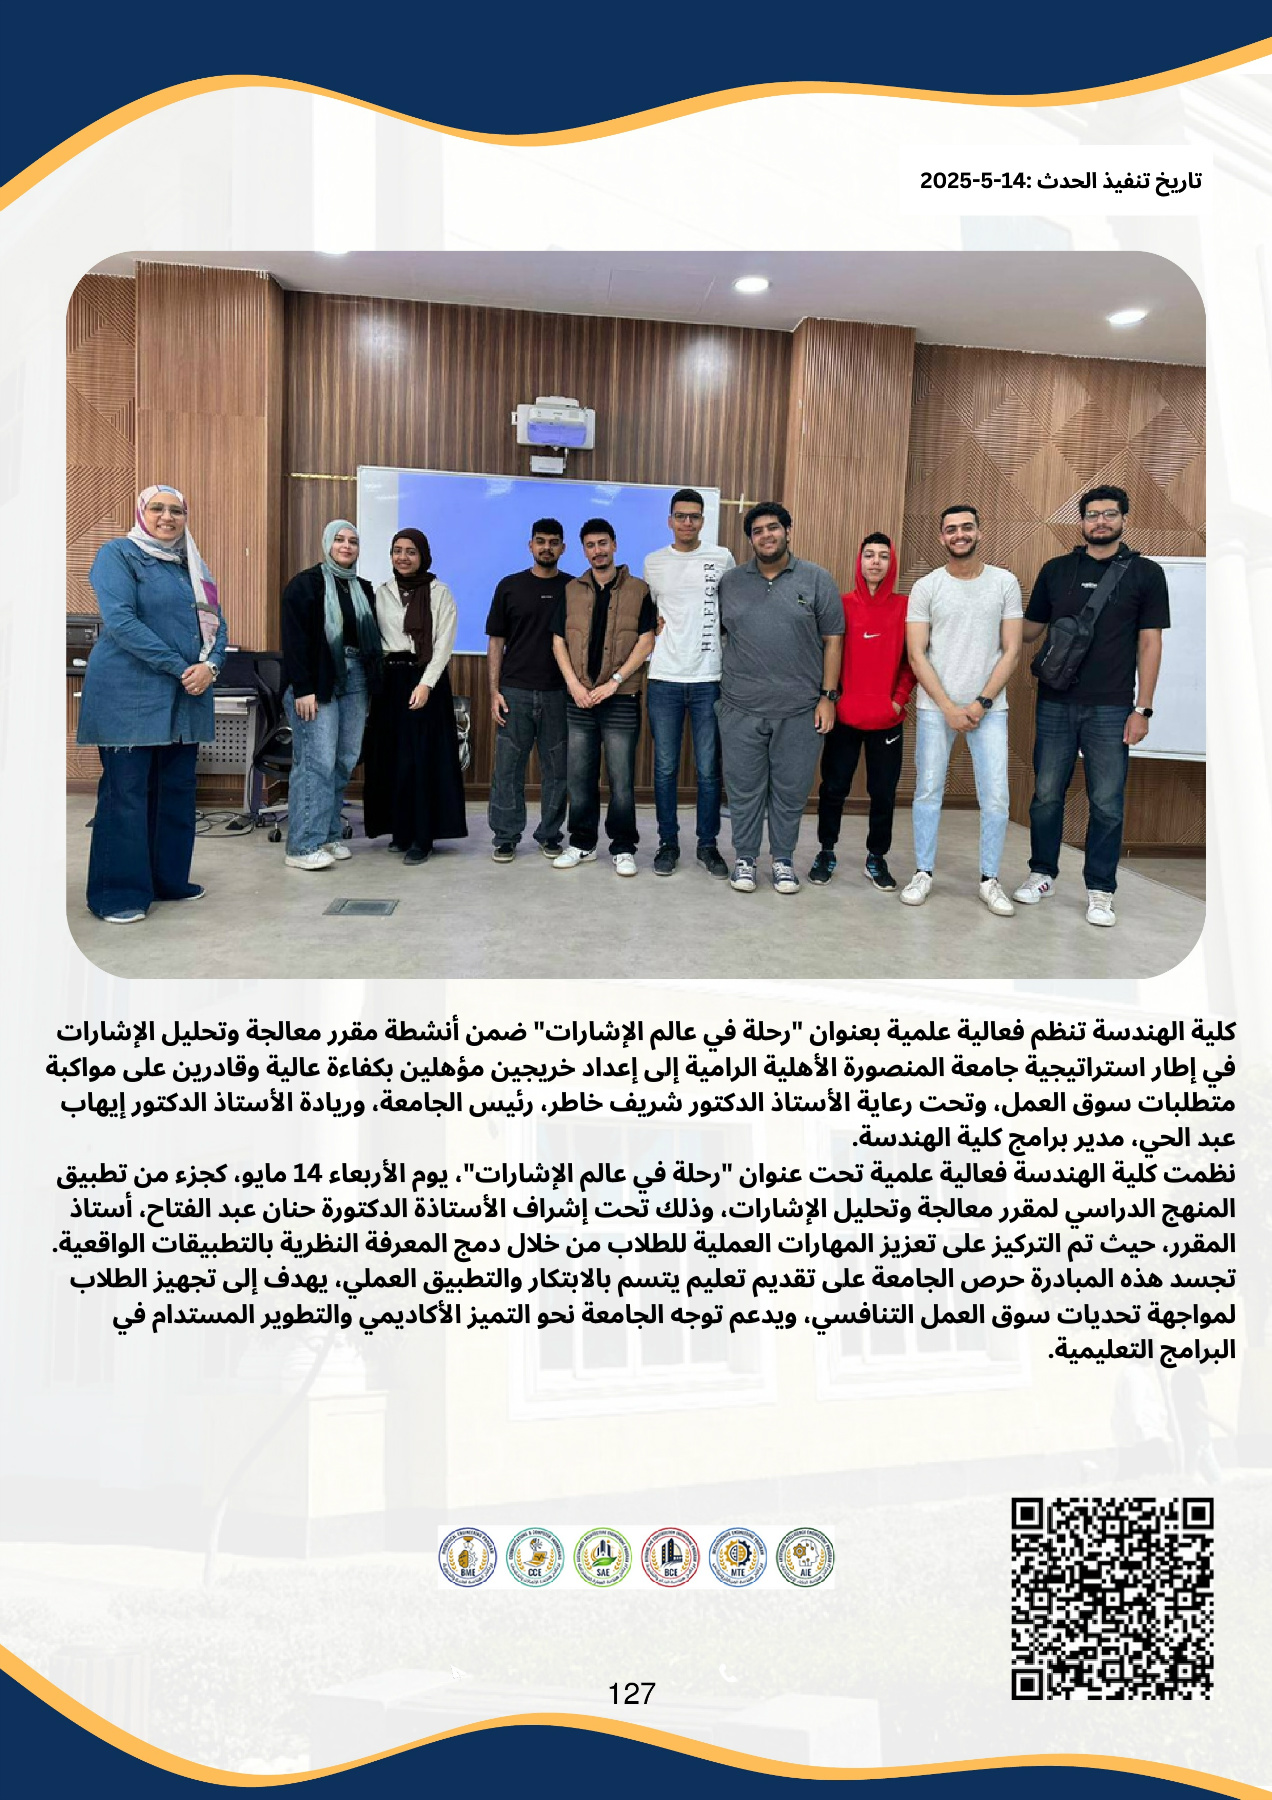 تاريخ تنفيذ الحدث :14-5-2025
HILFIGER
كلية الهندسة تنظم فعالية علمية بعنوان "رحلة في عالم الإشارات" ضمن أنشطة مقرر معالجة وتحليل الإشارات
في إطار استراتيجية جامعة المنصورة الأهلية الرامية إلى إعداد خريجين مؤهلين بكفاءة عالية وقادرين على مواكبة
متطلبات سوق العمل، وتحت رعاية الأستاذ الدكتور شريف خاطر، رئيس الجامعة، وريادة الأستاذ الدكتور إيهاب
عبد الحي، مدير برامج كلية الهندسة.
نظمت كلية الهندسة فعالية علمية تحت عنوان "رحلة في عالم الإشارات"، يوم الأربعاء 14 مايو، كجزء من تطبيق
المنهج الدراسي لمقرر معالجة وتحليل الإشارات، وذلك تحت إشراف الأستاذة الدكتورة حنان عبد الفتاح، أستاذ
المقرر، حيث تم التركيز على تعزيز المهارات العملية للطلاب من خلال دمج المعرفة النظرية بالتطبيقات الواقعية.
تجسد هذه المبادرة حرص الجامعة على تقديم تعليم يتسم بالابتكار والتطبيق العملي، يهدف إلى تجهيز الطلاب
لمواجهة تحديات سوق العمل التنافسي، ويدعم توجه الجامعة نحو التميز الأكاديمي والتطوير المستدام في
البرامج التعليمية.
BME CCE SAE BCE MTE AIE
127